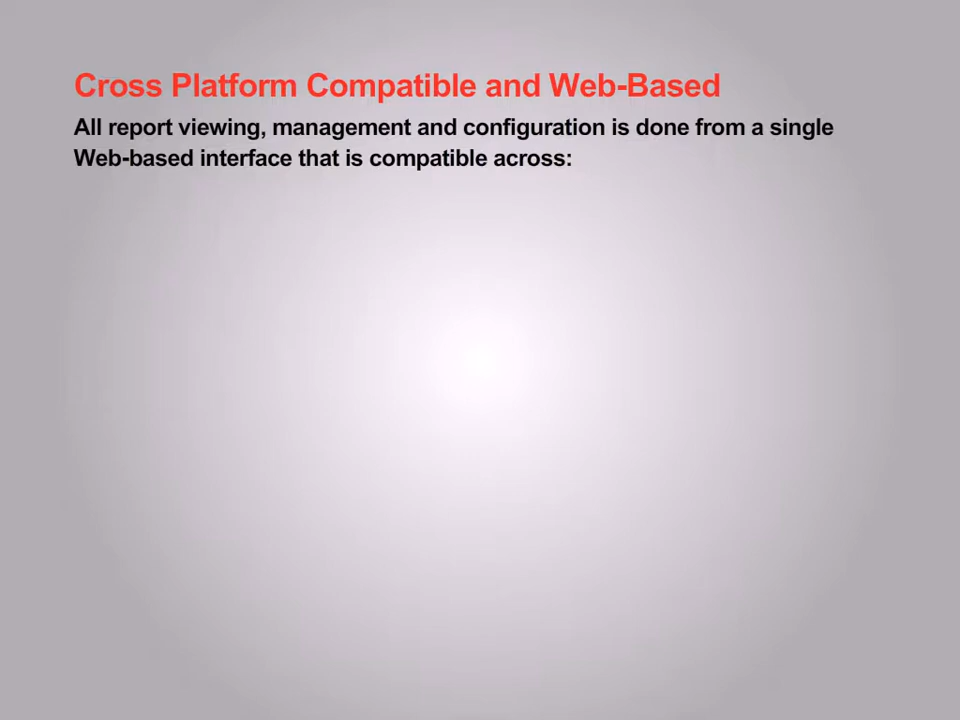 Cross Platform Compatible and Web-Based
All report viewing, management and configuration is done from a single
Web-based interface that is compatible across: